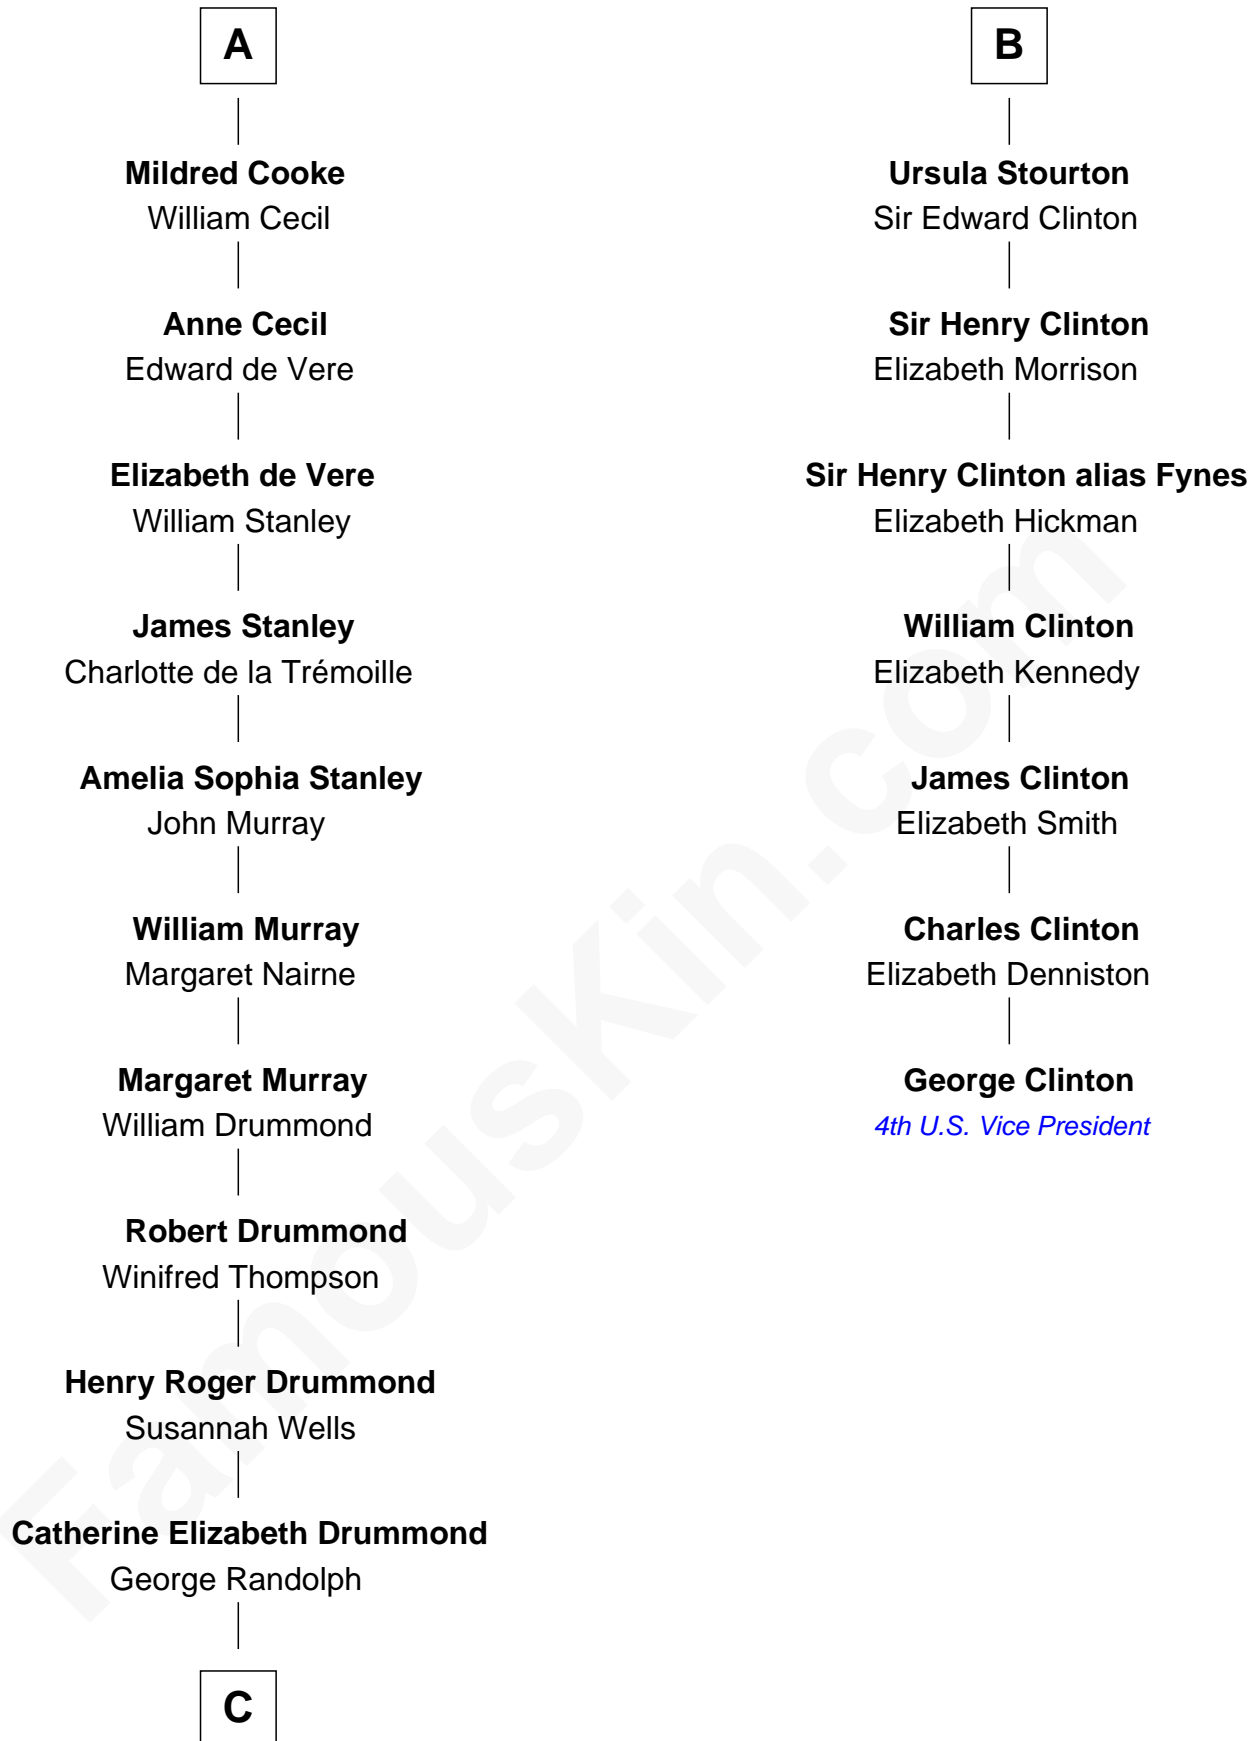 A
Mildred Cooke
William Cecil
Anne Cecil
Edward de Vere
Elizabeth de Vere
William Stanley
James Stanley
Charlotte de la Trémoille
Amelia Sophia Stanley
John Murray
William Murray
Margaret Nairne
Margaret Murray
William Drummond
Robert Drummond
Winifred Thompson
Henry Roger Drummond
Susannah Wells
Catherine Elizabeth Drummond
George Randolph
C
B
Ursula Stourton
Sir Edward Clinton
Sir Henry Clinton
Elizabeth Morrison
Sir Henry Clinton alias Fynes
Elizabeth Hickman
William Clinton
Elizabeth Kennedy
James Clinton
Elizabeth Smith
Charles Clinton
Elizabeth Denniston
George Clinton
4th U.S. Vice President
FamousKin.com